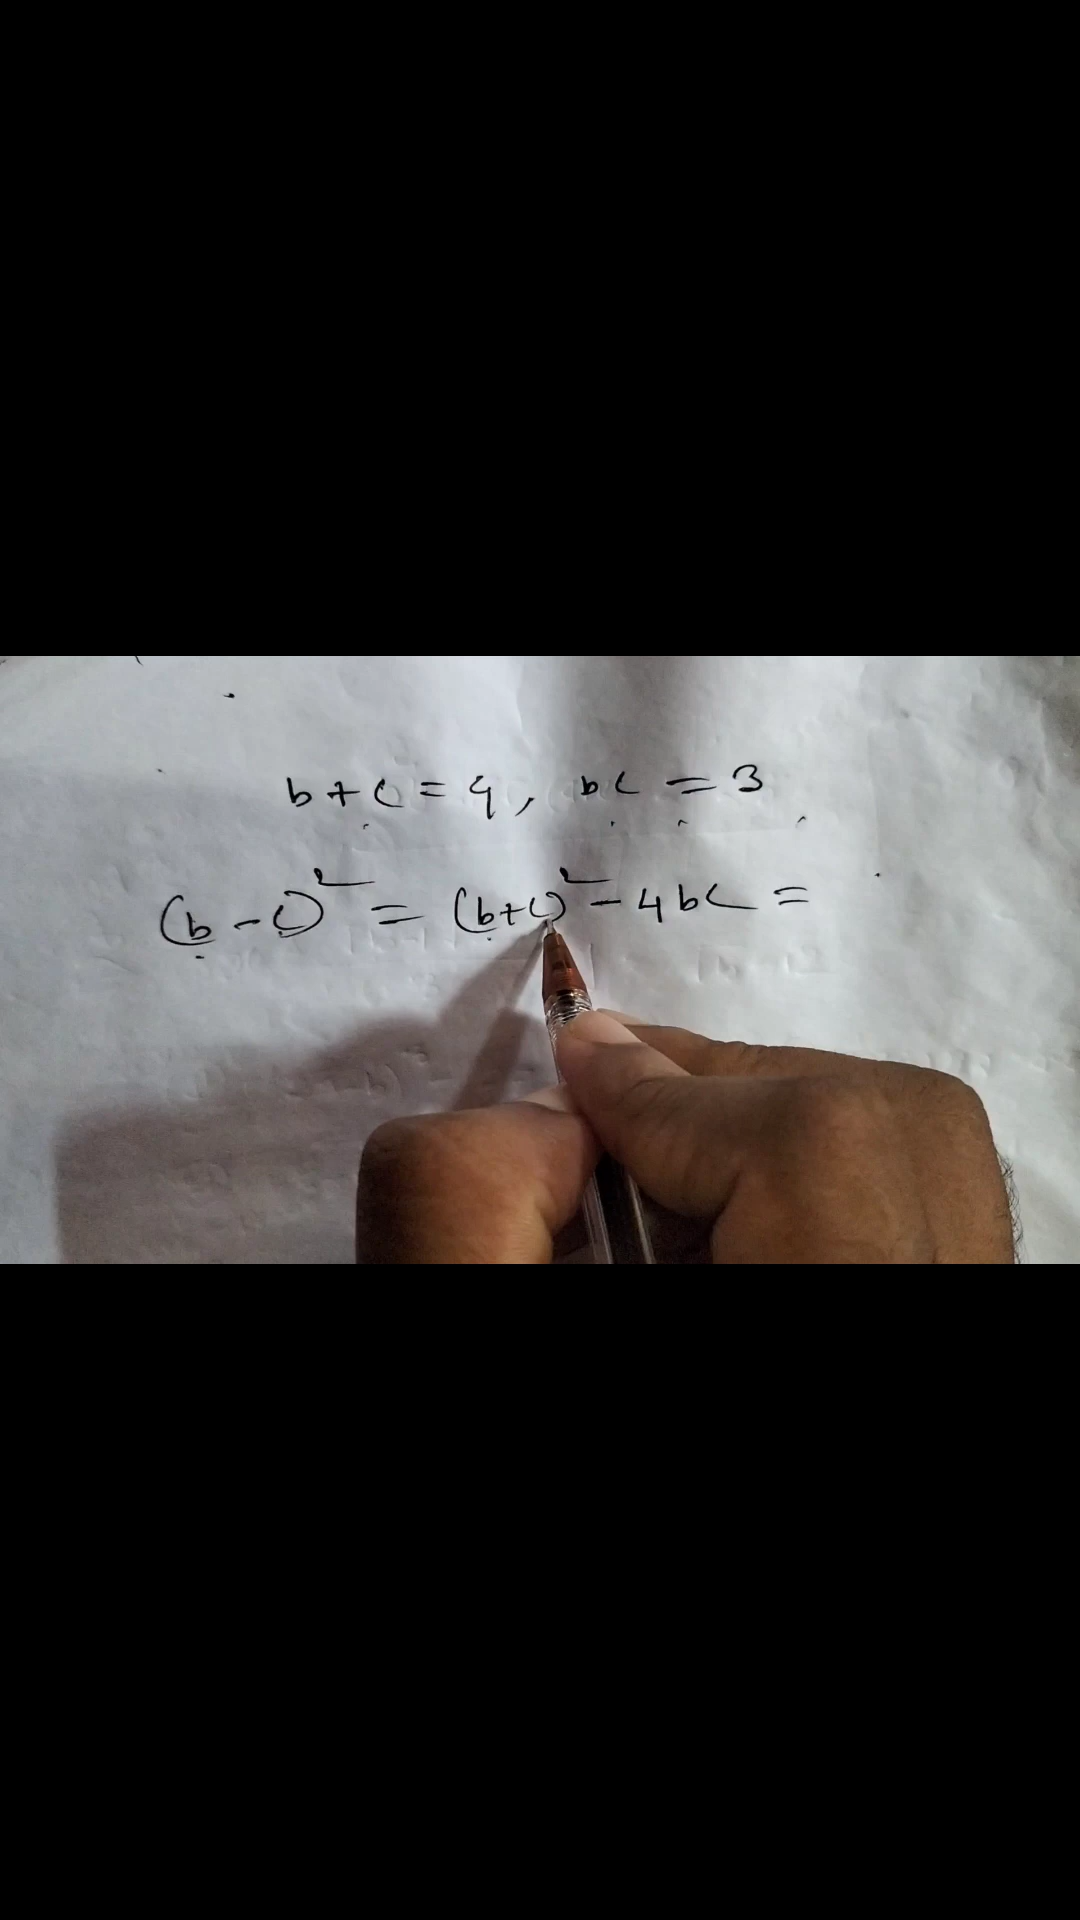 b + c = 4, bc = 3
(b - c)² = (b+c)² - 4bc =